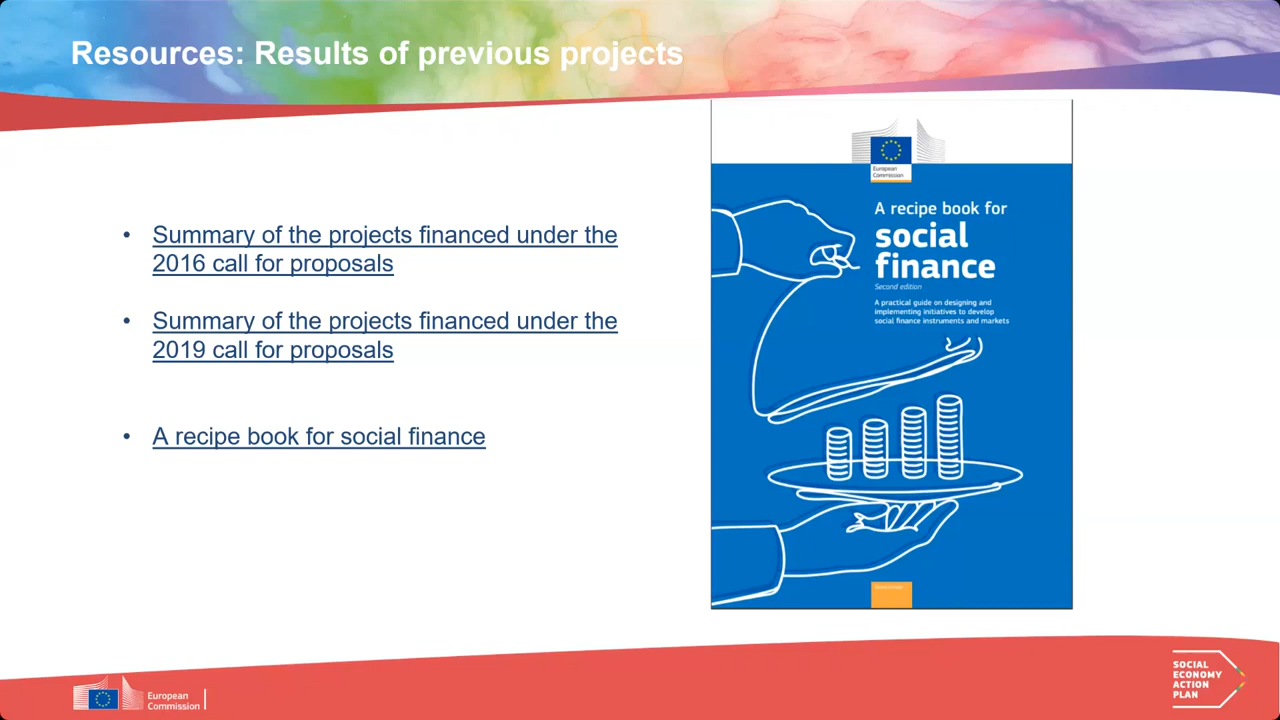 Resources: Results of previous projects
• Summary of the projects financed under the
2016 call for proposals
• Summary of the projects financed under the
2019 call for proposals
• A recipe book for social finance
European
Commission
A recipe book for
social
finance
Second edition
A practical guide on designing and
implementing initiatives to develop
social finance instruments and markets
European
Commission
SOCIAL
ECONOMY
ACTION
PLAN